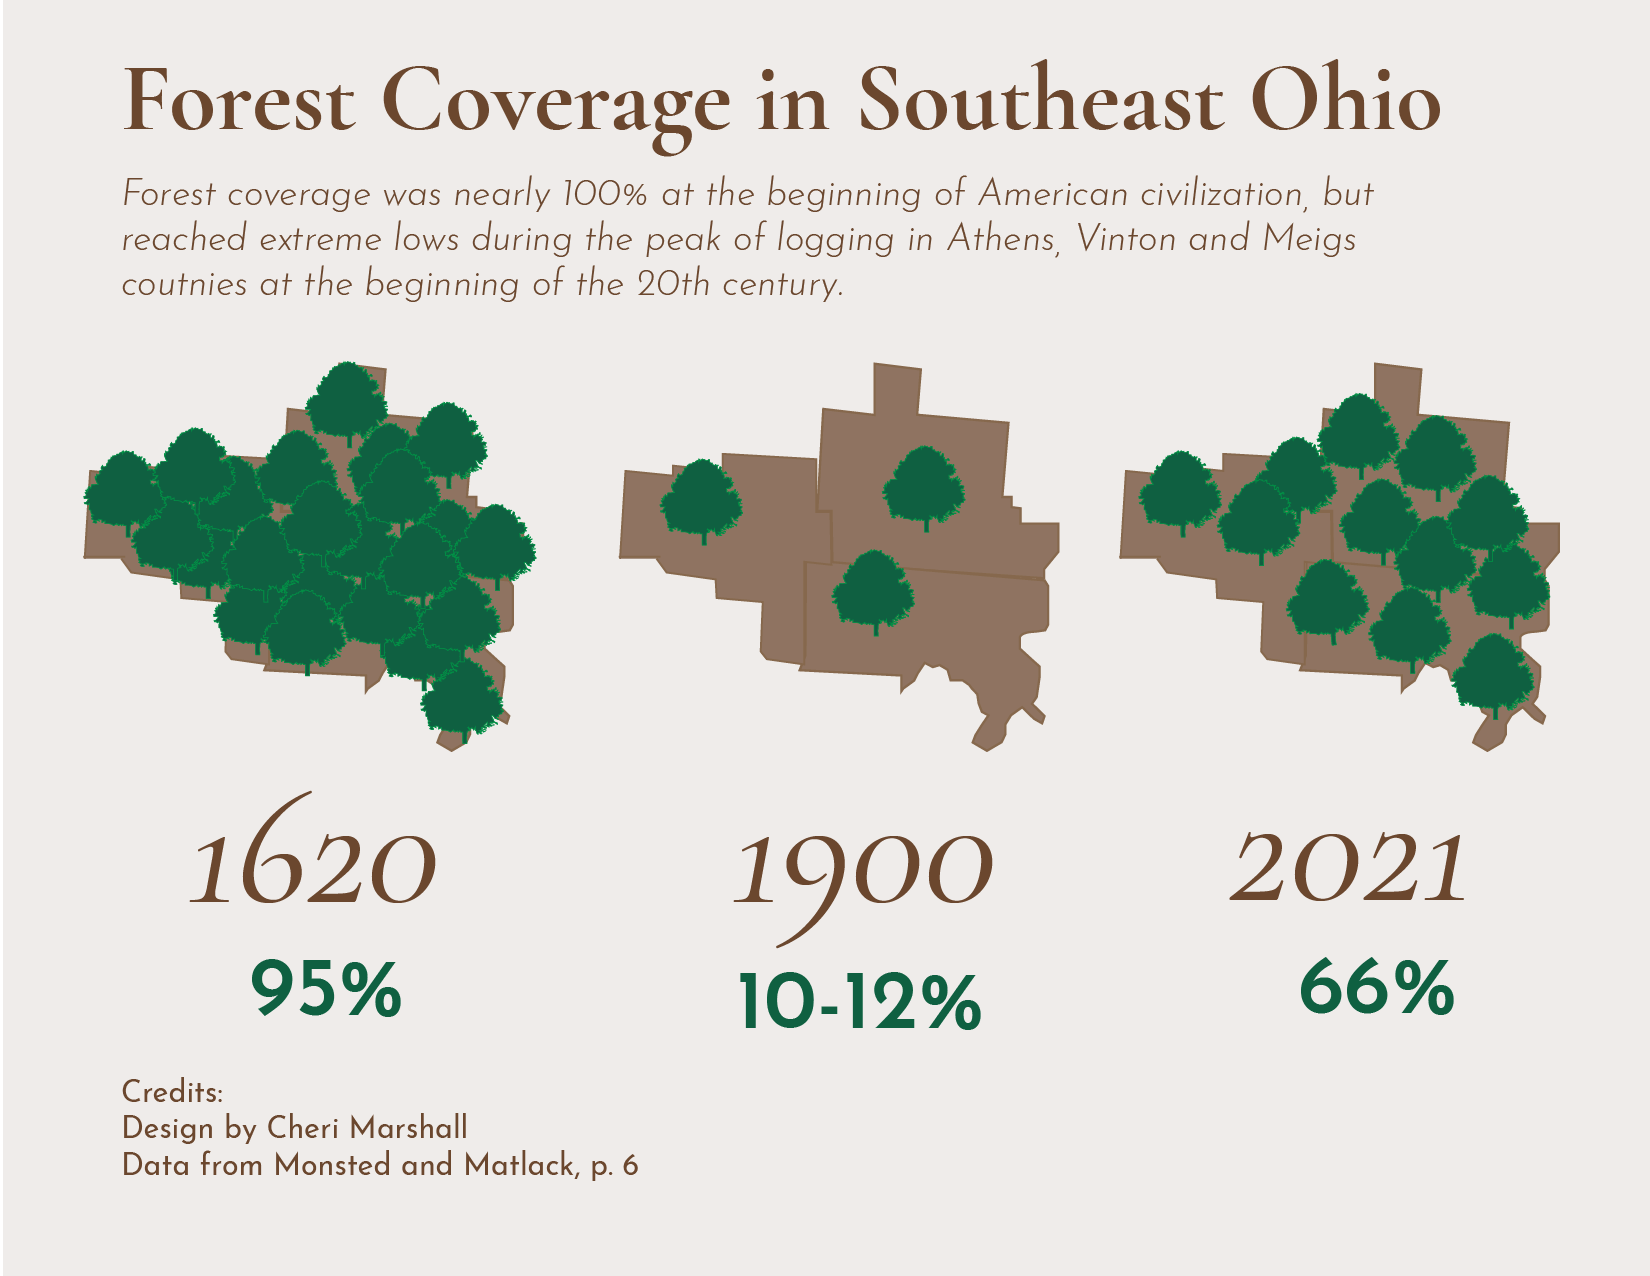 Forest Coverage in Southeast Ohio
Forest coverage was nearly 100% at the beginning of American civilization, but
reached extreme lows during the peak of logging in Athens, Vinton and Meigs
coutnies at the beginning of the 20th century.
1620
1900
2021
95%
10-12%
66%
Credits:
Design by Cheri Marshall
Data from Monsted and Matlack, p. 6